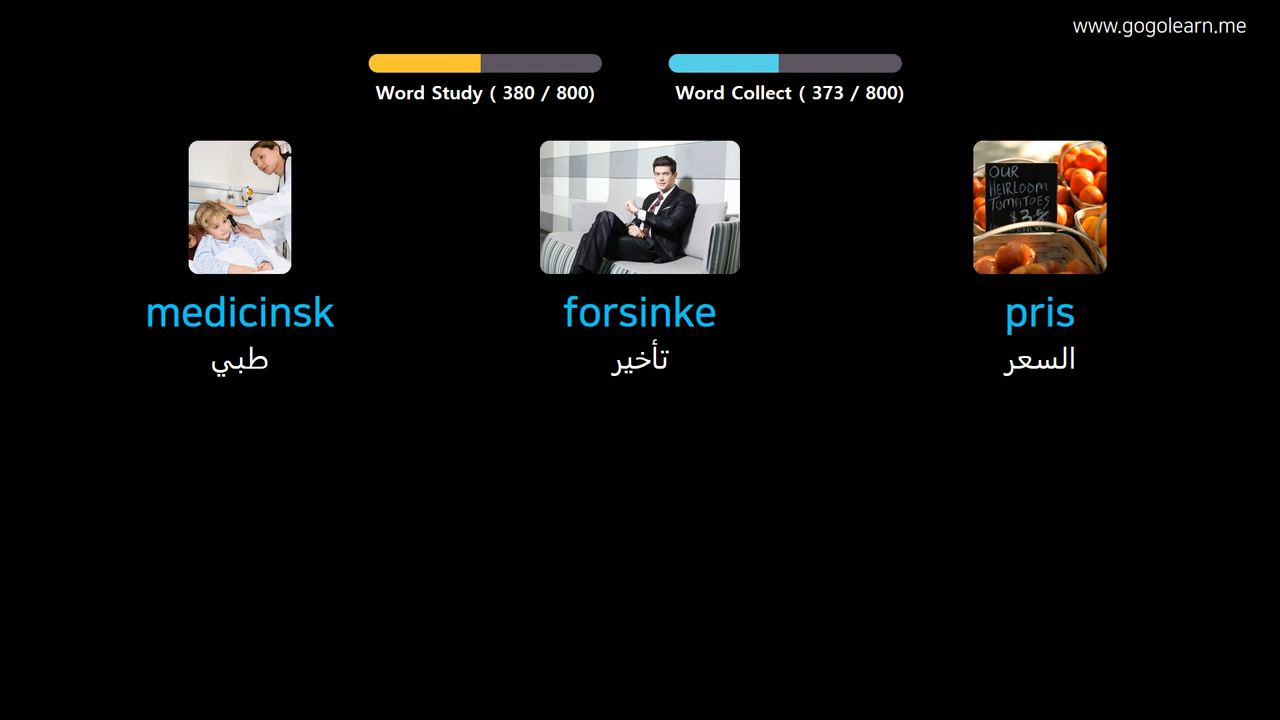 www.gogolearn.me
Word Study ( 380 / 800)
Word Collect ( 373 / 800)
OUR
HEIRLOOM
TOMATOES
medicinsk
forsinke
pris
طبي
تأخير
السعر